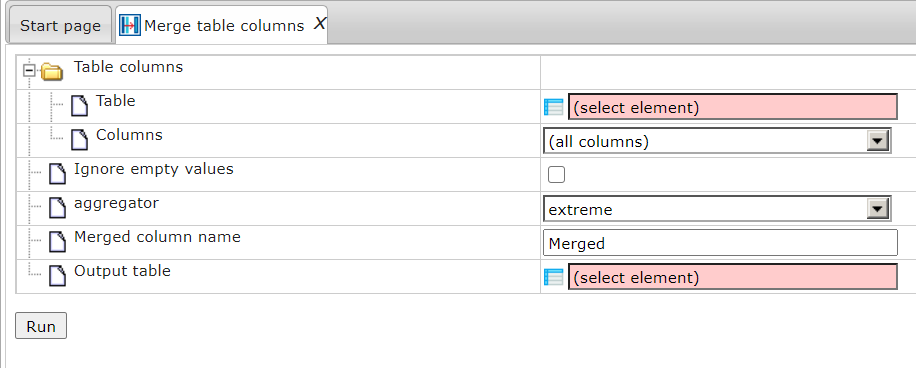 Start page
Merge table columns X
Table columns
Table (select element)
Columns (all columns)
Ignore empty values
aggregator extreme
Merged column name Merged
Output table (select element)
Run